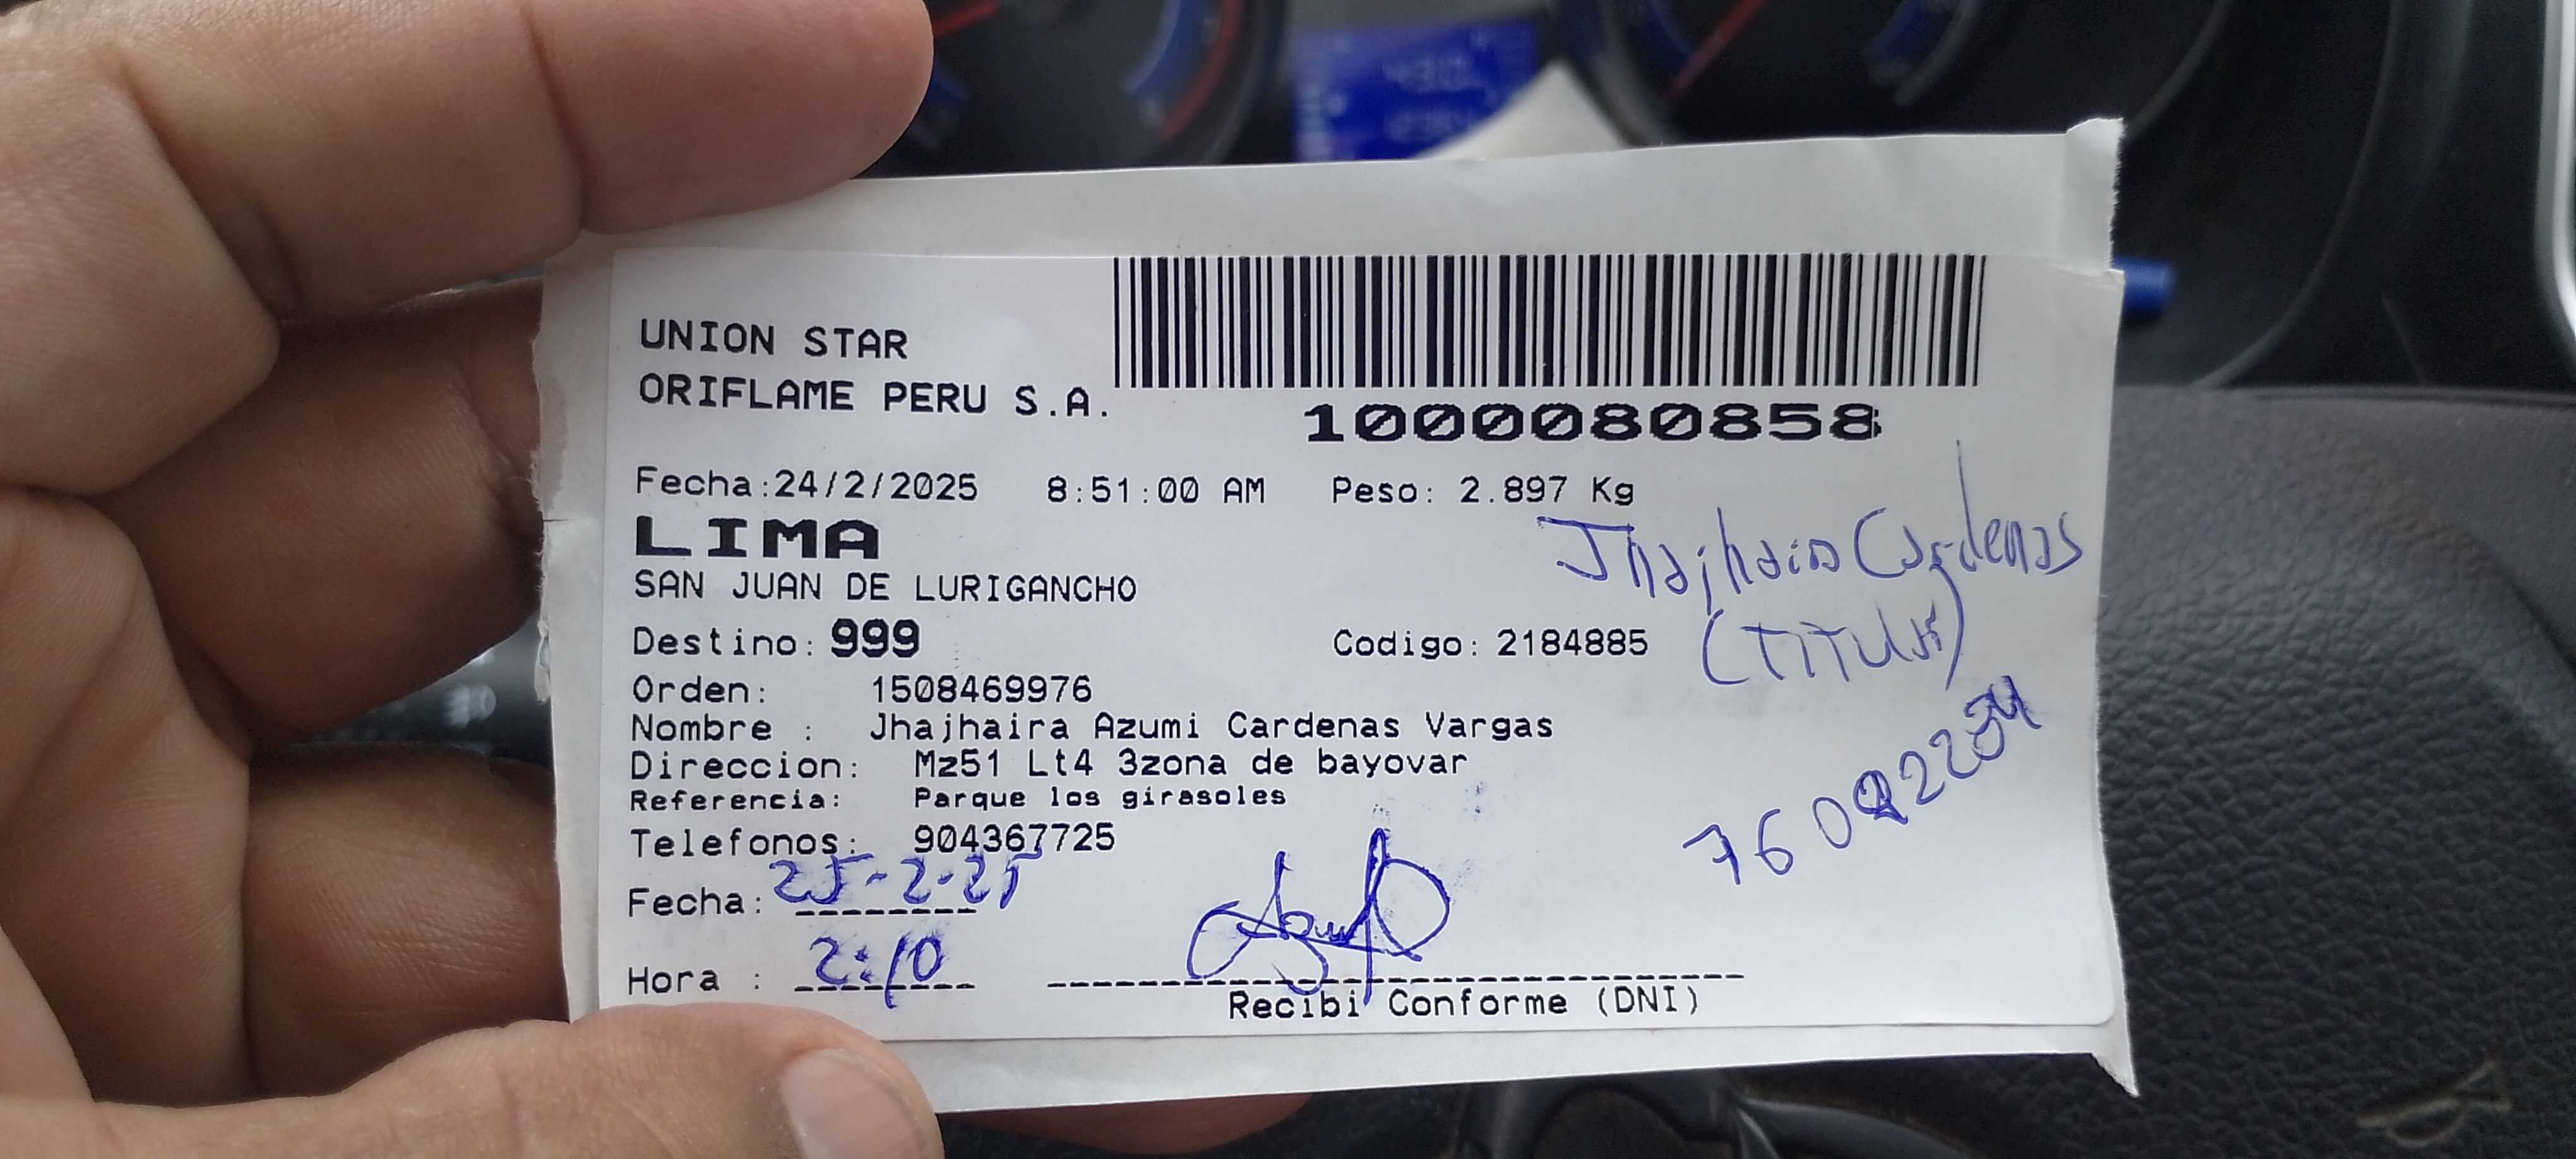 UNION STAR
ORIFLAME PERU S.A.
1000080858
Fecha:24/2/2025 8:51:00 AM Peso: 2.897 Kg
LIMA
SAN JUAN DE LURIGANCHO
Jhajhaira Cardenas
(TITULAR)
Destino: 999 Codigo: 2184885
Orden: 1508469976
Nombre : Jhajhaira Azumi Cardenas Vargas
Direccion: Mz51 Lt4 3zona de bayovar
Referencia: Parque los girasoles
Telefonos: 904367725
Fecha: 25-2-25
Hora : 2:10
Recibi Conforme (DNI)